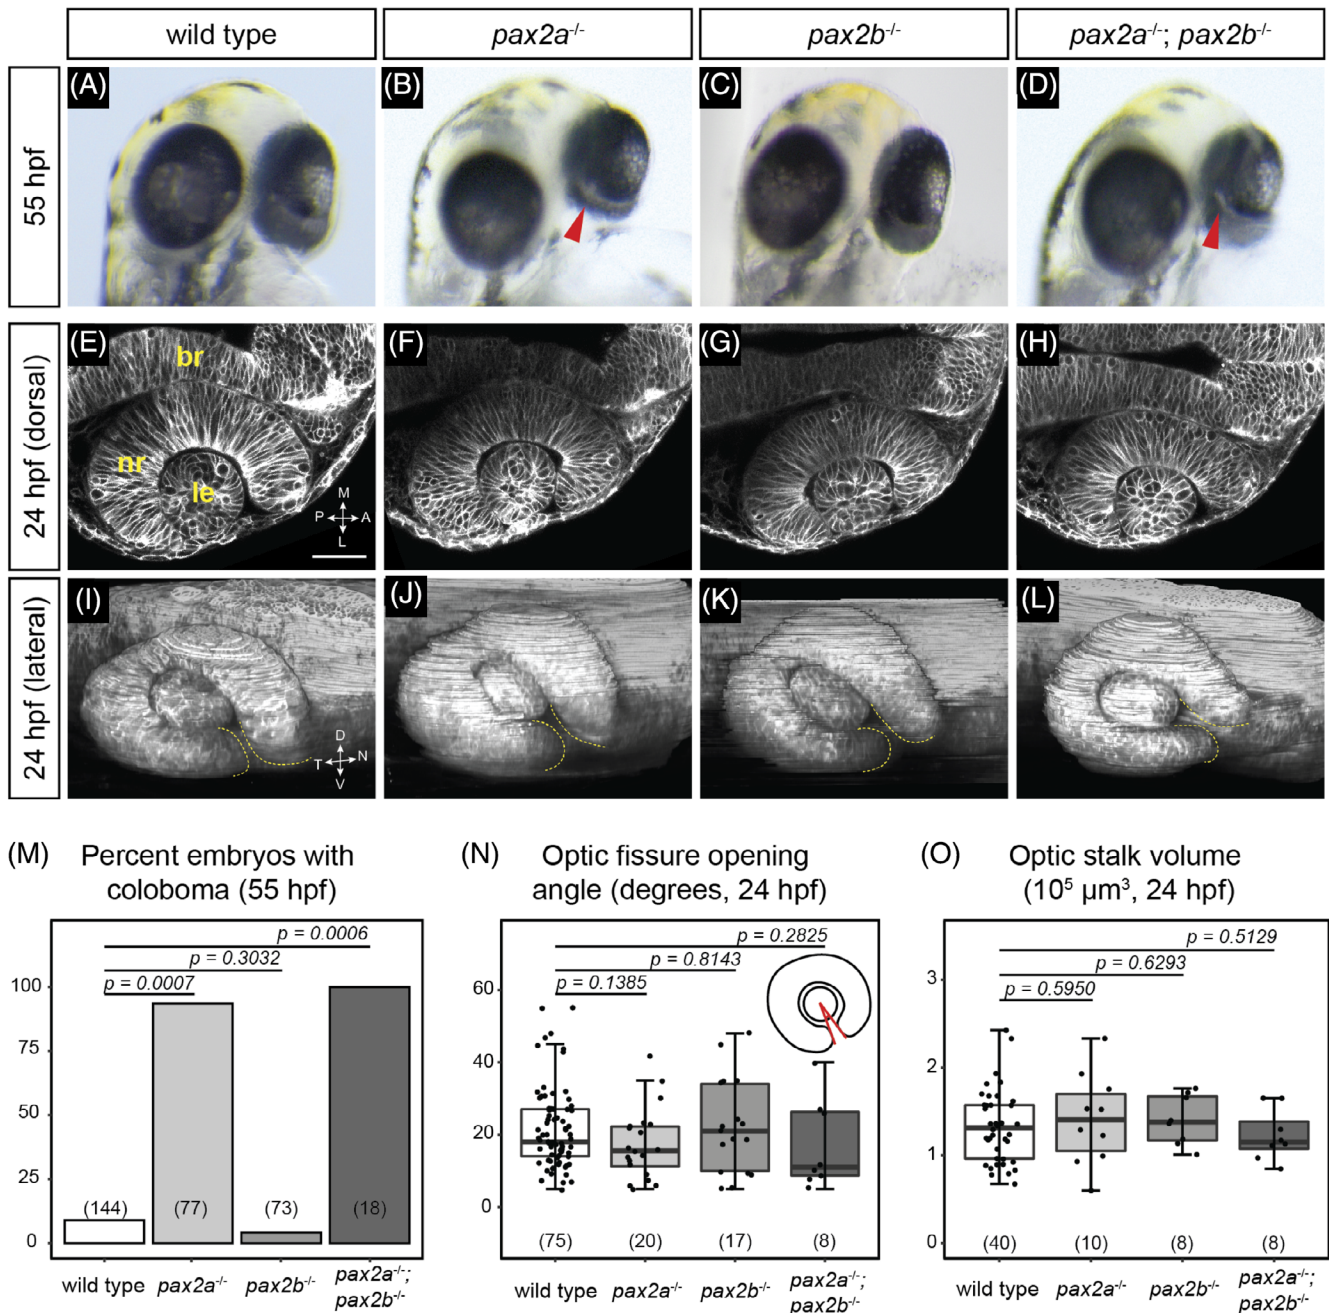 wild type
pax2a-/-
pax2b-/-
pax2a-/-; pax2b-/-
55 hpf
(A)
(B)
(C)
(D)
24 hpf (dorsal)
(E)
br
nr
le
M
P A
L
(F)
(G)
(H)
24 hpf (lateral)
(I)
D
T N
V
(J)
(K)
(L)
(M) Percent embryos with
coloboma (55 hpf)
p = 0.0006
p = 0.3032
p = 0.0007
100
75
50
25
0
(144)
(77)
(73)
(18)
wild type
pax2a-/-
pax2b-/-
pax2a-/-;
pax2b-/-
(N) Optic fissure opening
angle (degrees, 24 hpf)
p = 0.2825
p = 0.8143
p = 0.1385
60
40
20
0
(75)
(20)
(17)
(8)
wild type
pax2a-/-
pax2b-/-
pax2a-/-;
pax2b-/-
(O) Optic stalk volume
(10⁵ µm³, 24 hpf)
p = 0.5129
p = 0.6293
p = 0.5950
3
2
1
0
(40)
(10)
(8)
(8)
wild type
pax2a-/-
pax2b-/-
pax2a-/-;
pax2b-/-